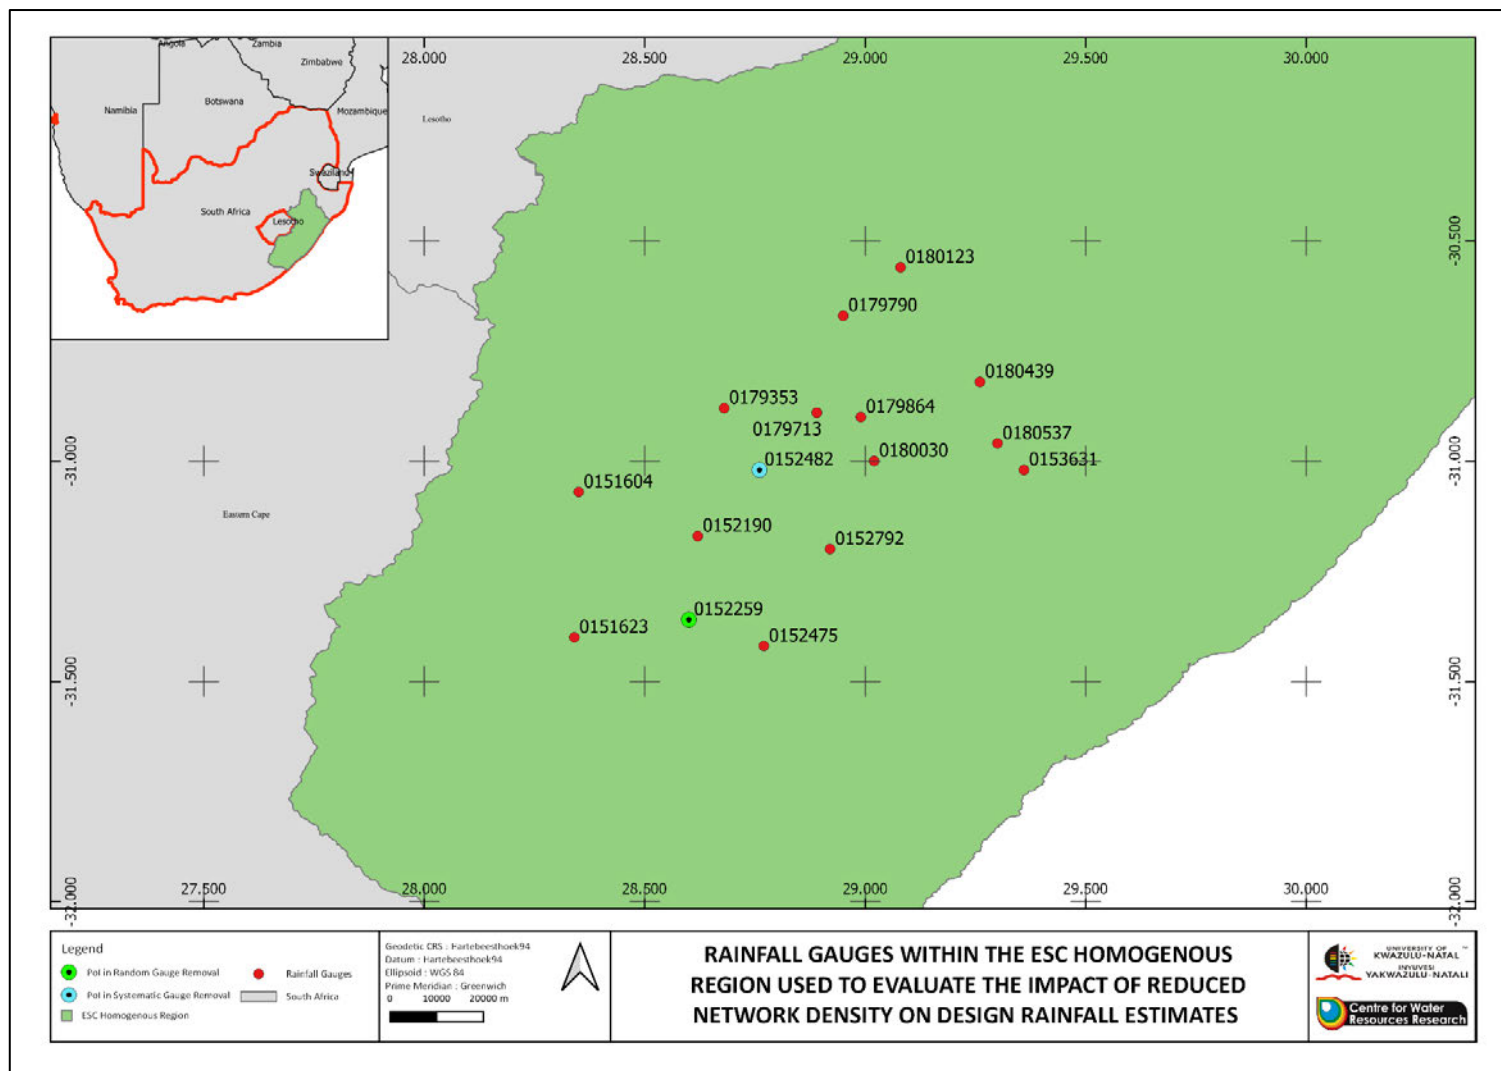 Angola
Zambia
Zimbabwe
Namibia
Botswana
Mozambique
Swaziland
South Africa
Lesotho
28.000
28.500
29.000
29.500
30.000
Lesotho
-30.500
-30.500
0180123
0179790
0180439
0179353
0179864
0179713
0180537
0180030
0152482
0153631
-31.000
-31.000
0151604
Eastern Cape
0152190
0152792
0152259
0151623
0152475
-31.500
-31.500
27.500
28.000
28.500
29.000
29.500
30.000
-32.000
-32.000
Legend
PoI in Random Gauge Removal
Rainfall Gauges
PoI in Systematic Gauge Removal
South Africa
ESC Homogenous Region
Geodetic CRS : Hartebeesthoek94
Datum : Hartebeesthoek94
Ellipsoid : WGS 84
Prime Meridian : Greenwich
0 10000 20000 m
RAINFALL GAUGES WITHIN THE ESC HOMOGENOUS
REGION USED TO EVALUATE THE IMPACT OF REDUCED
NETWORK DENSITY ON DESIGN RAINFALL ESTIMATES
UNIVERSITY OF ™
KWAZULU-NATAL
INYUVESI
YAKWAZULU-NATALI
Centre for Water
Resources Research